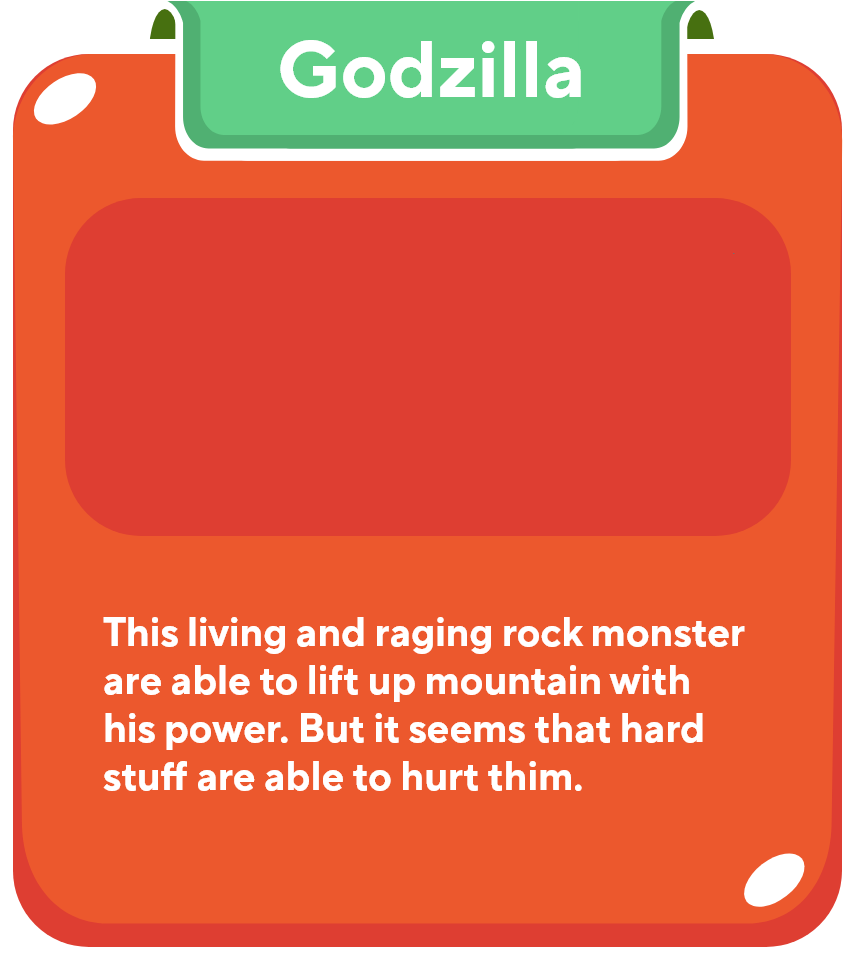 Godzilla
This living and raging rock monster
are able to lift up mountain with
his power. But it seems that hard
stuff are able to hurt thim.